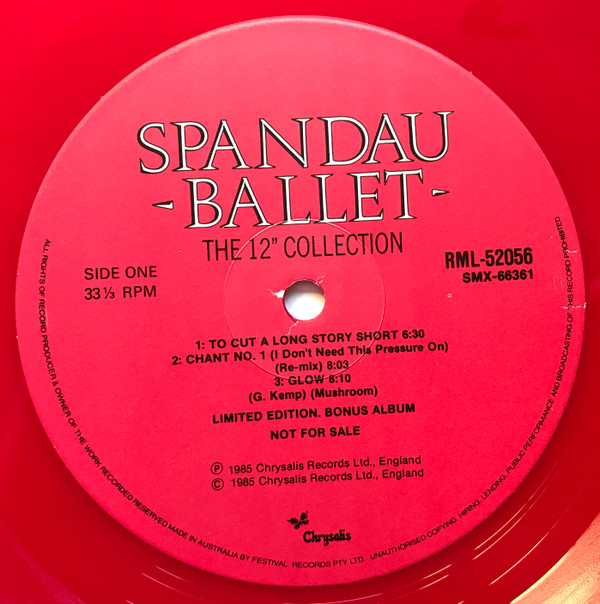 SPANDAU
-BALLET-
THE 12" COLLECTION
SIDE ONE
33 ⅓ RPM
RML-52056
SMX-66361
1: TO CUT A LONG STORY SHORT 6:30
2: CHANT NO. 1 (I Don't Need This Pressure On)
(Re-mix) 8:03
3: GLOW 8:10
(G. Kemp) (Mushroom)
LIMITED EDITION. BONUS ALBUM
NOT FOR SALE
Ⓟ 1985 Chrysalis Records Ltd., England
© 1985 Chrysalis Records Ltd., England
Chrysalis
ALL RIGHTS OF RECORD PRODUCER & OWNER OF THE WORK RECORDED RESERVED MADE IN AUSTRALIA BY FESTIVAL RECORDS PTY LTD. UNAUTHORISED COPYING. HIRING. LENDING. PUBLIC PERFORMANCE AND BROADCASTING OF THIS RECORD PROHIBITED